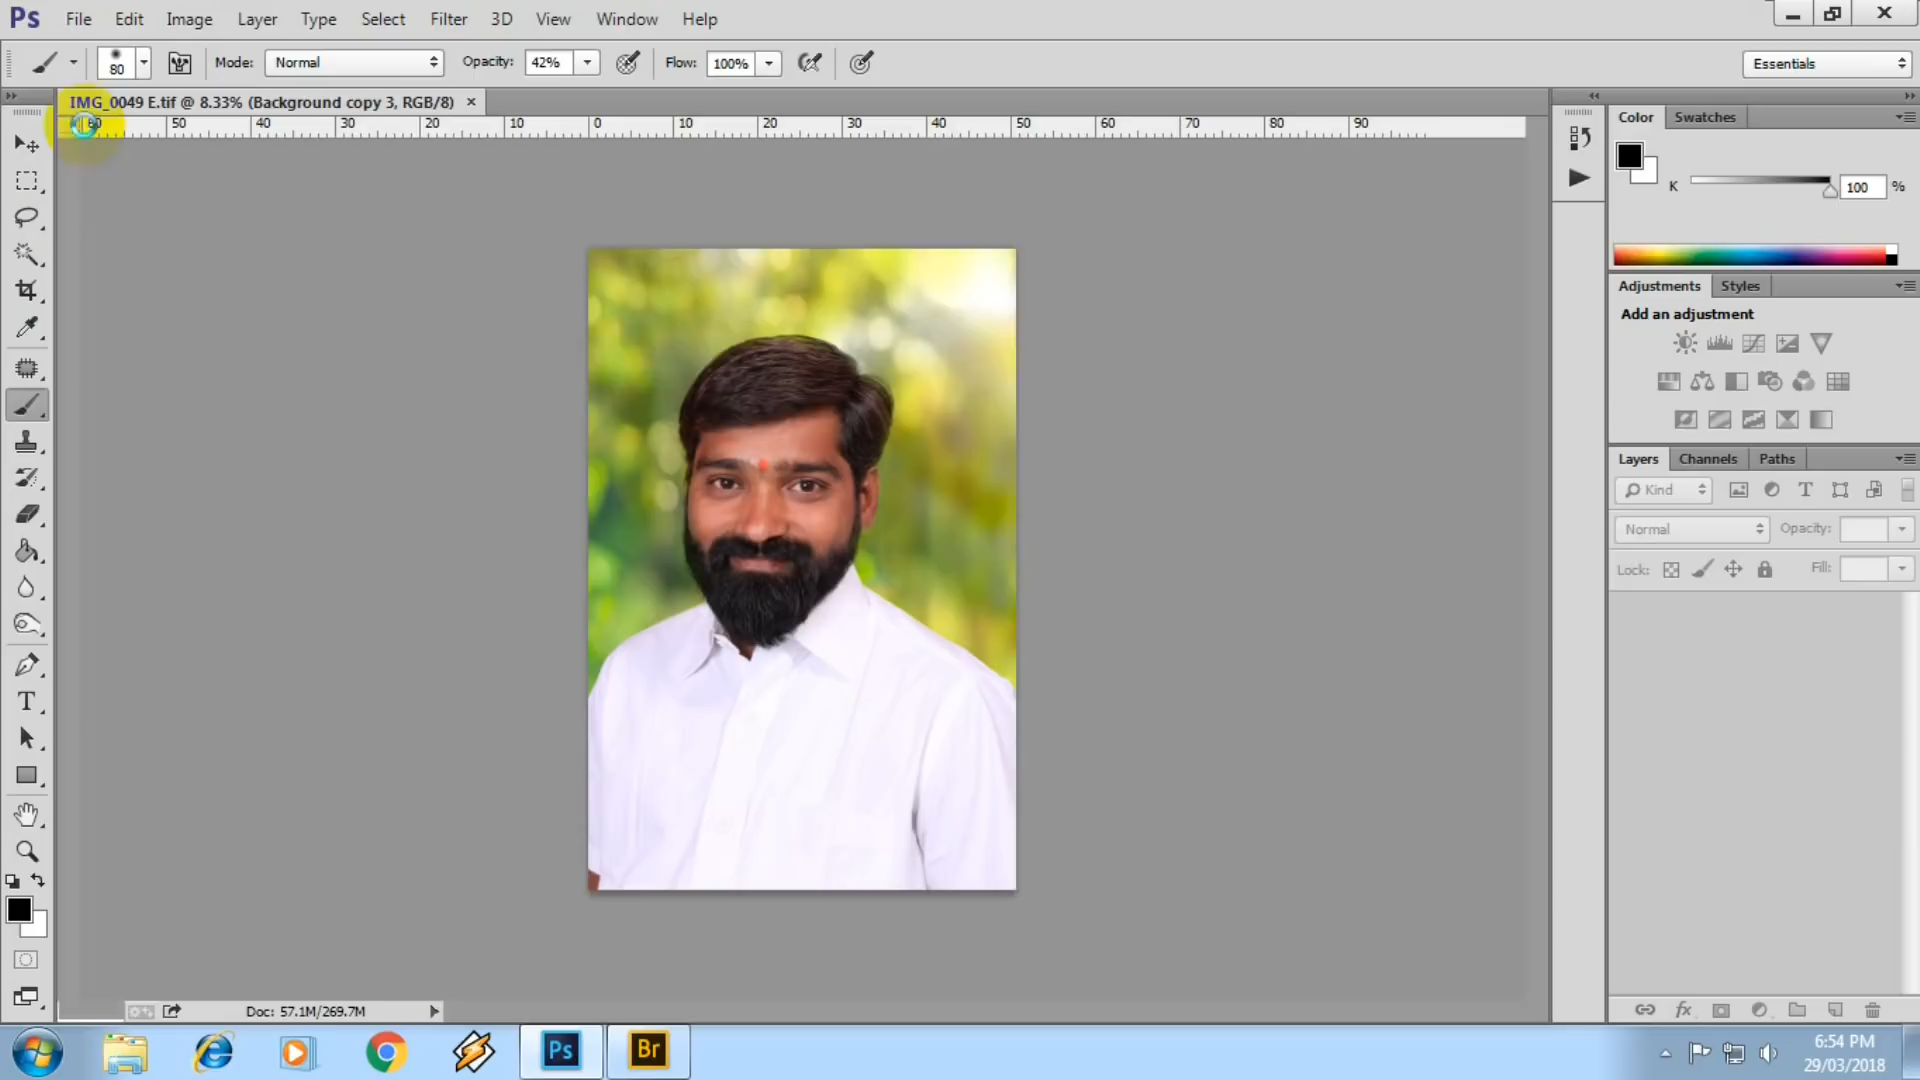 Ps File Edit Image Layer Type Select Filter 3D View Window Help
80 Mode: Normal Opacity: 42% Flow: 100% Essentials
IMG_0049 E.tif @ 8.33% (Background copy 3, RGB/8) ×
60 50 40 30 20 10 0 10 20 30 40 50 60 70 80 90
Color Swatches
K 100 %
Adjustments Styles
Add an adjustment
Layers Channels Paths
Kind
Normal Opacity:
Lock: Fill:
T
Doc: 57.1M/269.7M
Ps Br
6:54 PM
29/03/2018